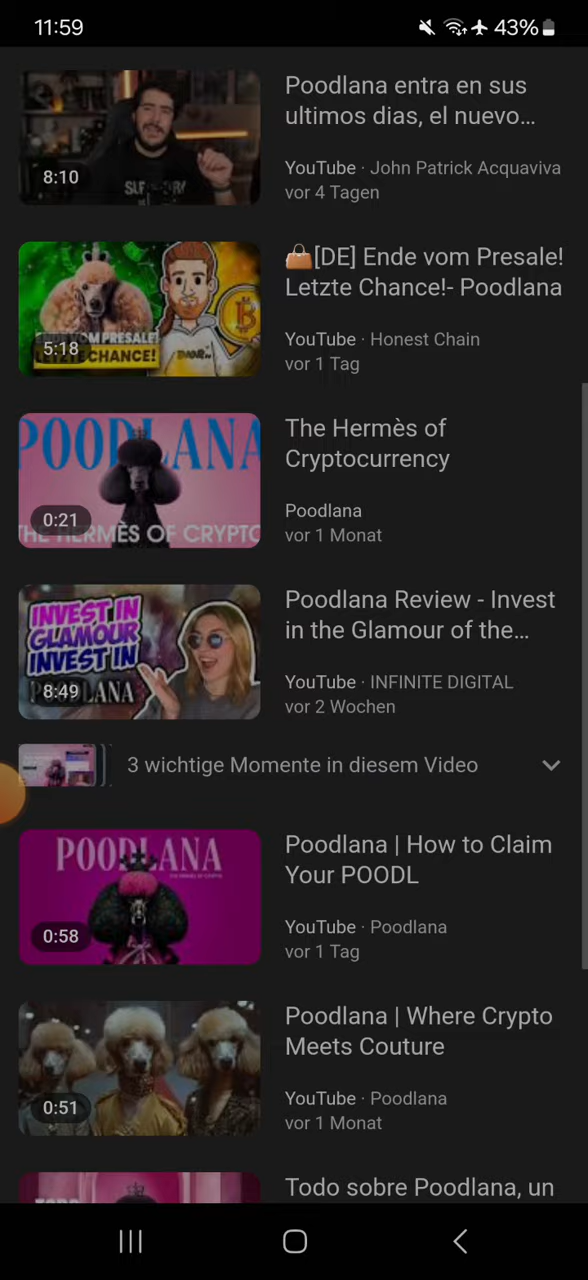 11:59
43%
8:10
Poodlana entra en sus
ultimos dias, el nuevo…
YouTube · John Patrick Acquaviva
vor 4 Tagen
LETZTE CHANCE!
5:18
👜[DE] Ende vom Presale!
Letzte Chance!- Poodlana
YouTube · Honest Chain
vor 1 Tag
POODLANA
THE HERMÈS OF CRYPTO
0:21
The Hermès of
Cryptocurrency
Poodlana
vor 1 Monat
INVEST IN
GLAMOUR
INVEST IN
POODLANA
8:49
Poodlana Review - Invest
in the Glamour of the…
YouTube · INFINITE DIGITAL
vor 2 Wochen
3 wichtige Momente in diesem Video
POODLANA
0:58
Poodlana | How to Claim
Your POODL
YouTube · Poodlana
vor 1 Tag
0:51
Poodlana | Where Crypto
Meets Couture
YouTube · Poodlana
vor 1 Monat
Todo sobre Poodlana, un